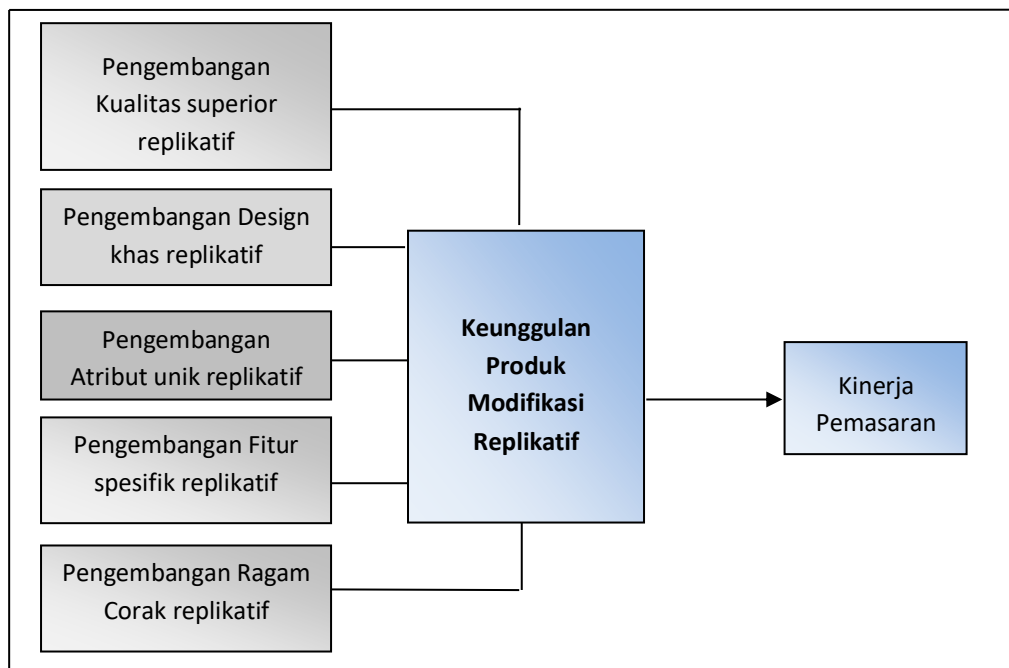 Pengembangan
Kualitas superior
replikatif
Pengembangan Design
khas replikatif
Pengembangan
Atribut unik replikatif
Pengembangan Fitur
spesifik replikatif
Pengembangan Ragam
Corak replikatif
Keunggulan
Produk
Modifikasi
Replikatif
Kinerja
Pemasaran